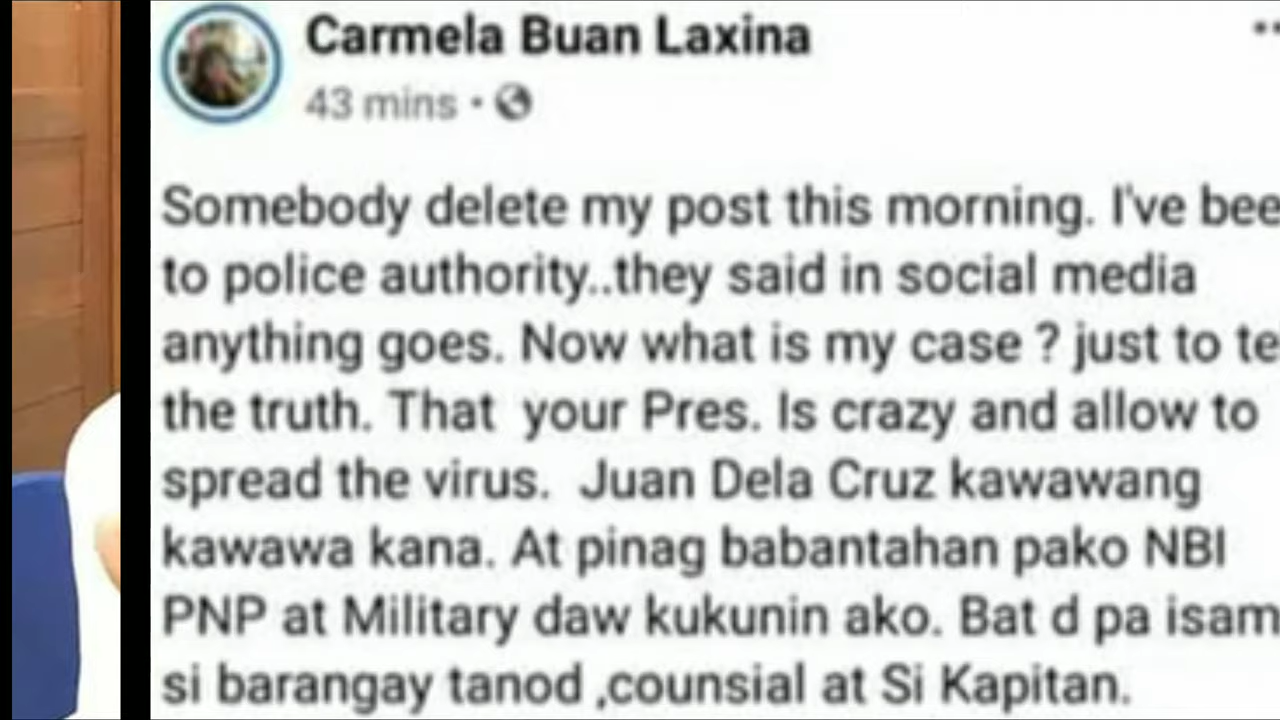 Carmela Buan Laxina
43 mins •
Somebody delete my post this morning. I've bee
to police authority..they said in social media
anything goes. Now what is my case ? just to te
the truth. That your Pres. Is crazy and allow to
spread the virus. Juan Dela Cruz kawawang
kawawa kana. At pinag babantahan pako NBI
PNP at Military daw kukunin ako. Bat d pa isam
si barangay tanod ,counsial at Si Kapitan.